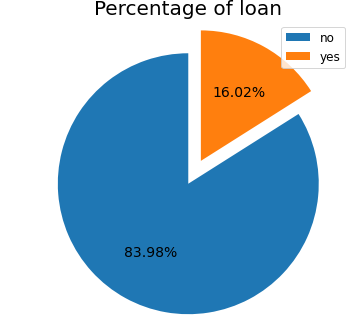 Percentage of loan
no
yes
16.02%
83.98%